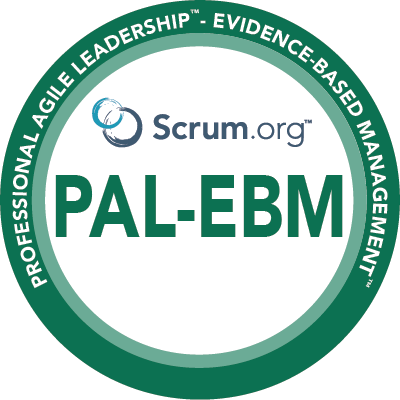 PROFESSIONAL AGILE LEADERSHIP™ - EVIDENCE-BASED MANAGEMENT™
Scrum.org™
PAL-EBM